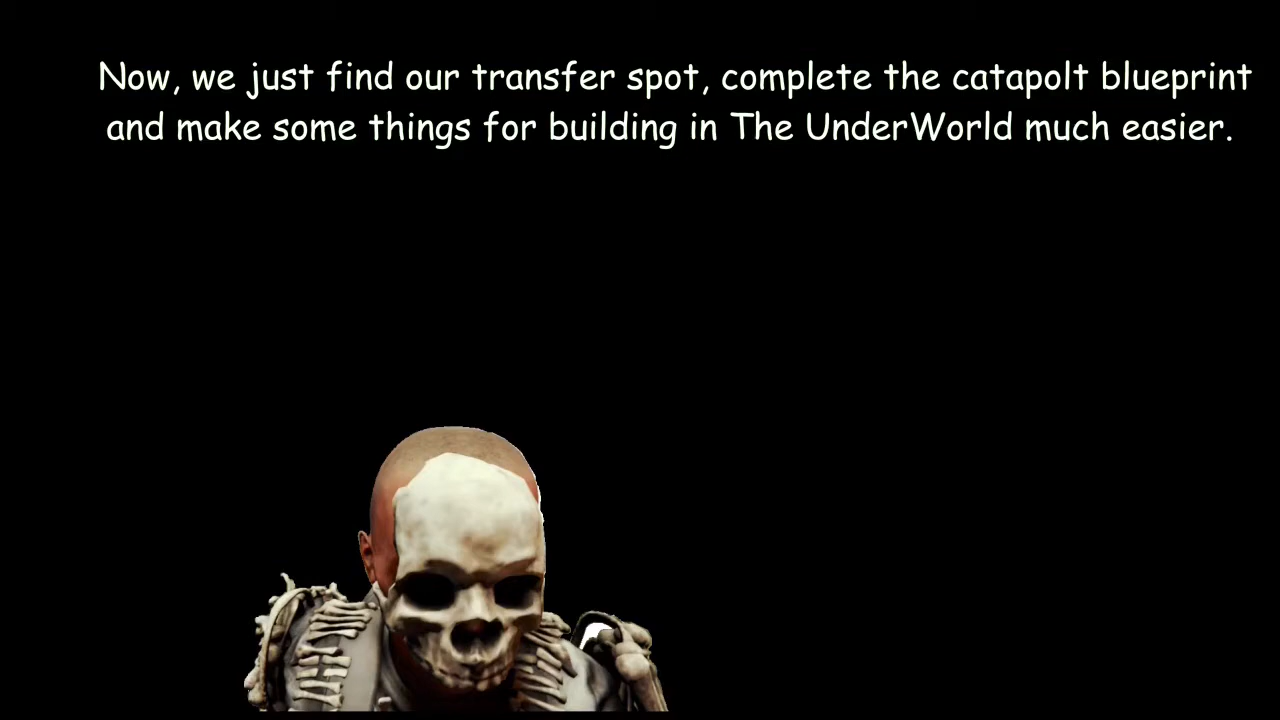 Now, we just find our transfer spot, complete the catapolt blueprint
and make some things for building in The UnderWorld much easier.